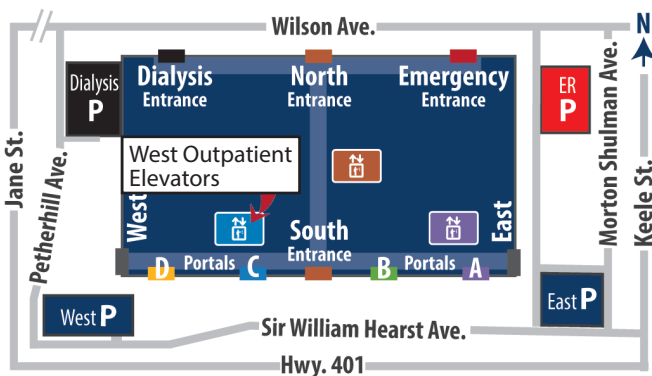 Wilson Ave.
N
Dialysis
P
Dialysis
Entrance
North
Entrance
Emergency
Entrance
ER
P
Jane St.
Petherhill Ave.
West Outpatient
Elevators
West
South
Entrance
East
Morton Shulman Ave.
Keele St.
D
Portals
C
B
Portals
A
West P
East P
Sir William Hearst Ave.
Hwy. 401